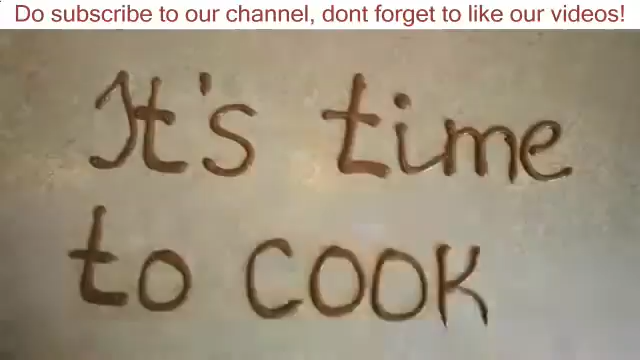 Do subscribe to our channel, dont forget to like our videos!
It's time
to cook